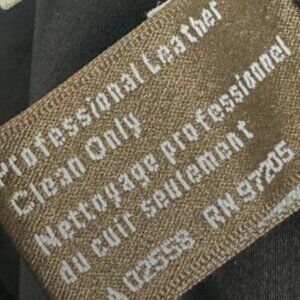 Professional Leather
Clean Only
Nettoyage professionnel
du cuir seulement
A 02558 RN 97205